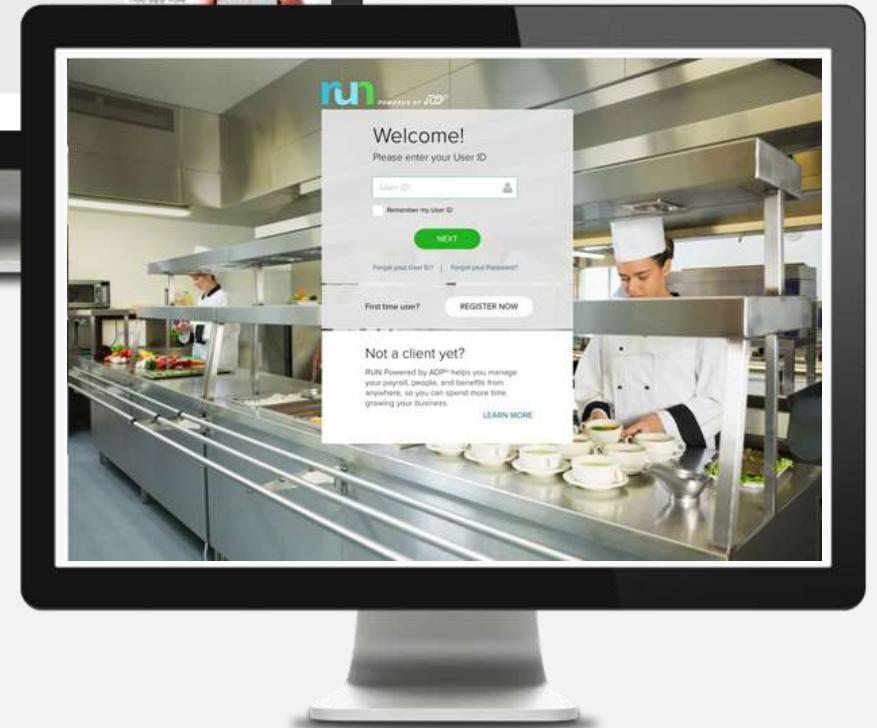 run POWERED BY ADP
Welcome!
Please enter your User ID
User ID
Remember my User ID
NEXT
Forgot your User ID? | Forgot your Password?
First time user?
REGISTER NOW
Not a client yet?
RUN Powered by ADP® helps you manage
your payroll, people, and benefits from
anywhere, so you can spend more time
growing your business.
LEARN MORE